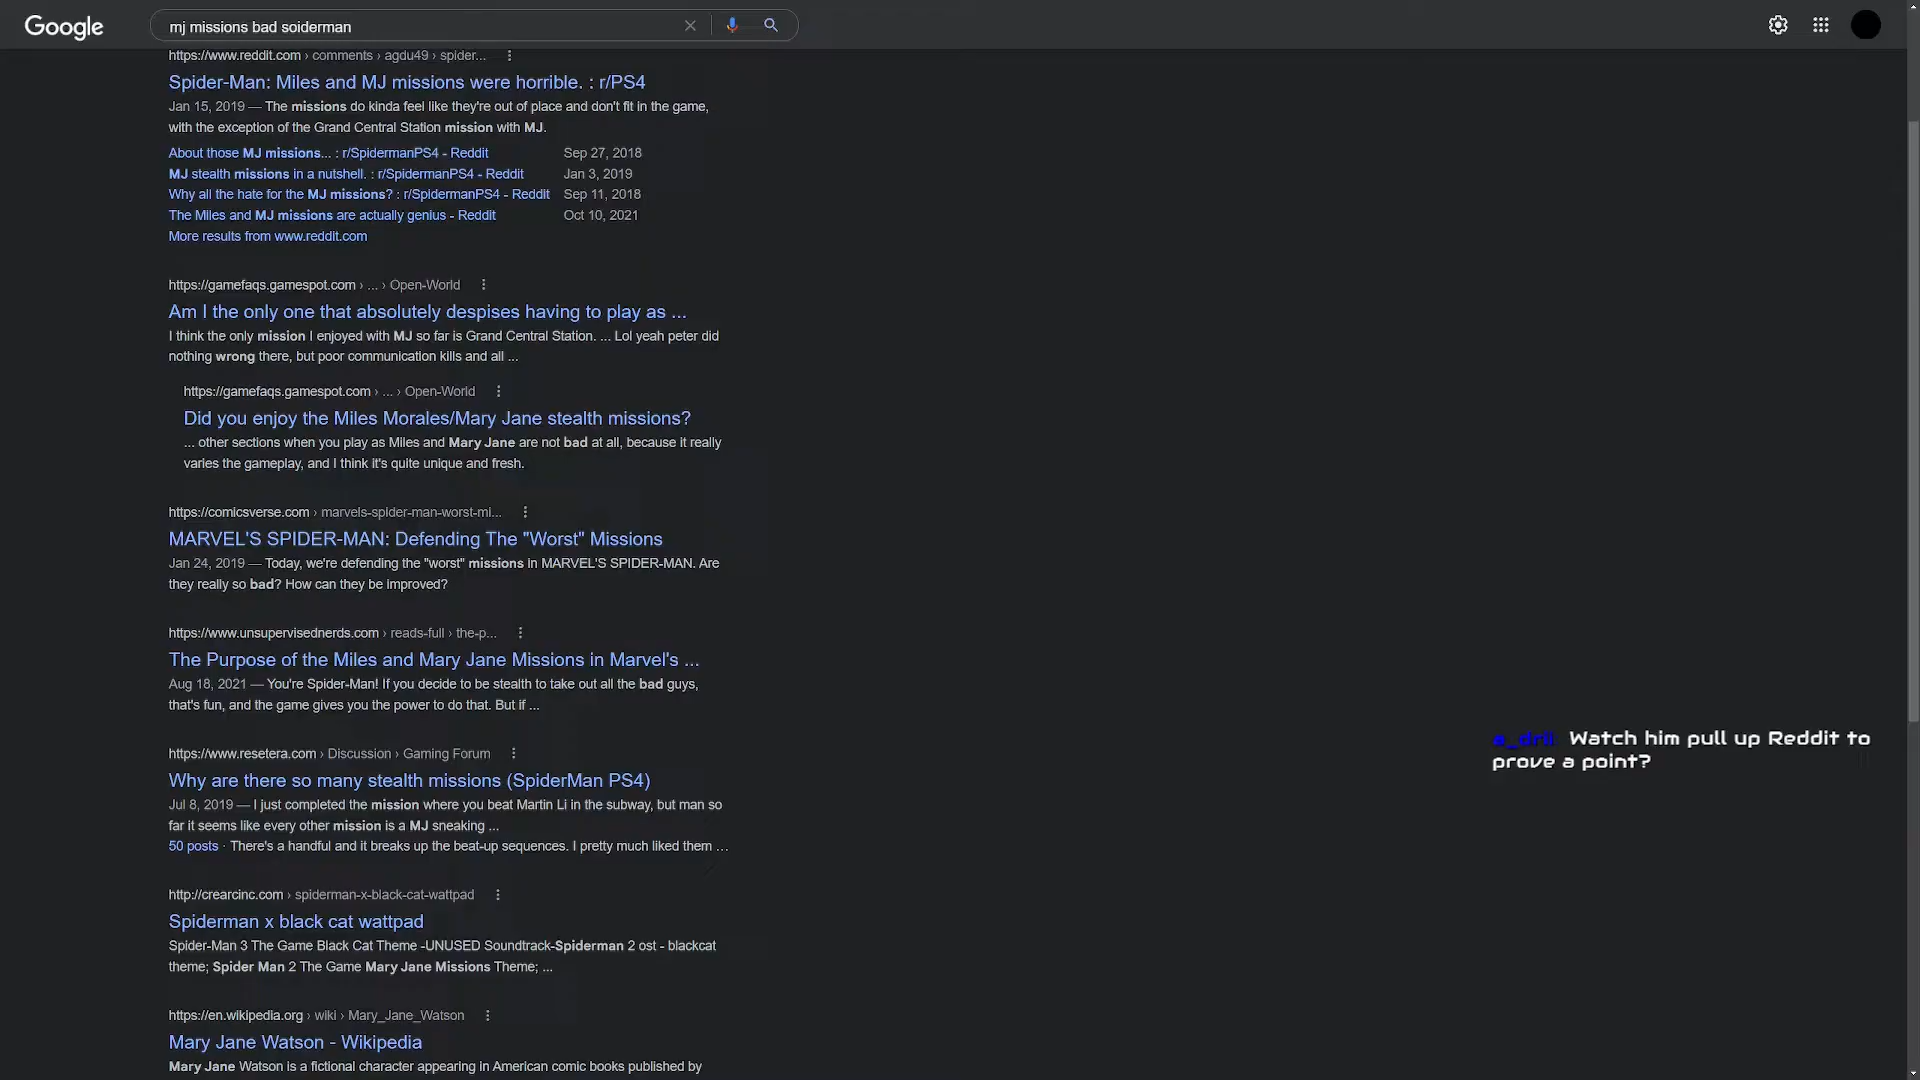 Google
mj missions bad soiderman
https://www.reddit.com › comments › agdu49 › spider...
Spider-Man: Miles and MJ missions were horrible. : r/PS4
Jan 15, 2019 — The missions do kinda feel like they're out of place and don't fit in the game,
with the exception of the Grand Central Station mission with MJ.
About those MJ missions... : r/SpidermanPS4 - Reddit Sep 27, 2018
MJ stealth missions in a nutshell. : r/SpidermanPS4 - Reddit Jan 3, 2019
Why all the hate for the MJ missions? : r/SpidermanPS4 - Reddit Sep 11, 2018
The Miles and MJ missions are actually genius - Reddit Oct 10, 2021
More results from www.reddit.com
https://gamefaqs.gamespot.com › ... › Open-World
Am I the only one that absolutely despises having to play as ...
I think the only mission I enjoyed with MJ so far is Grand Central Station. ... Lol yeah peter did
nothing wrong there, but poor communication kills and all ...
https://gamefaqs.gamespot.com › ... › Open-World
Did you enjoy the Miles Morales/Mary Jane stealth missions?
... other sections when you play as Miles and Mary Jane are not bad at all, because it really
varies the gameplay, and I think it's quite unique and fresh.
https://comicsverse.com › marvels-spider-man-worst-mi...
MARVEL'S SPIDER-MAN: Defending The "Worst" Missions
Jan 24, 2019 — Today, we're defending the "worst" missions in MARVEL'S SPIDER-MAN. Are
they really so bad? How can they be improved?
https://www.unsupervisednerds.com › reads-full › the-p...
The Purpose of the Miles and Mary Jane Missions in Marvel's ...
Aug 18, 2021 — You're Spider-Man! If you decide to be stealth to take out all the bad guys,
that's fun, and the game gives you the power to do that. But if ...
https://www.resetera.com › Discussion › Gaming Forum
Why are there so many stealth missions (SpiderMan PS4)
Jul 8, 2019 — I just completed the mission where you beat Martin Li in the subway, but man so
far it seems like every other mission is a MJ sneaking ...
50 posts · There's a handful and it breaks up the beat-up sequences. I pretty much liked them ...
http://crearcinc.com › spiderman-x-black-cat-wattpad
Spiderman x black cat wattpad
Spider-Man 3 The Game Black Cat Theme -UNUSED Soundtrack-Spiderman 2 ost - blackcat
theme; Spider Man 2 The Game Mary Jane Missions Theme; ...
https://en.wikipedia.org › wiki › Mary_Jane_Watson
Mary Jane Watson - Wikipedia
Mary Jane Watson is a fictional character appearing in American comic books published by
Watch him pull up Reddit to
prove a point?